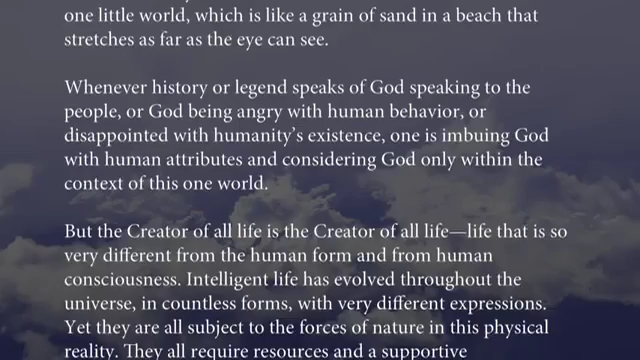 one little world, which is like a grain of sand in a beach that
stretches as far as the eye can see.
Whenever history or legend speaks of God speaking to the
people, or God being angry with human behavior, or
disappointed with humanity’s existence, one is imbuing God
with human attributes and considering God only within the
context of this one world.
But the Creator of all life is the Creator of all life—life that is so
very different from the human form and from human
consciousness. Intelligent life has evolved throughout the
universe, in countless forms, with very different expressions.
Yet they are all subject to the forces of nature in this physical
reality. They all require resources and a supportive